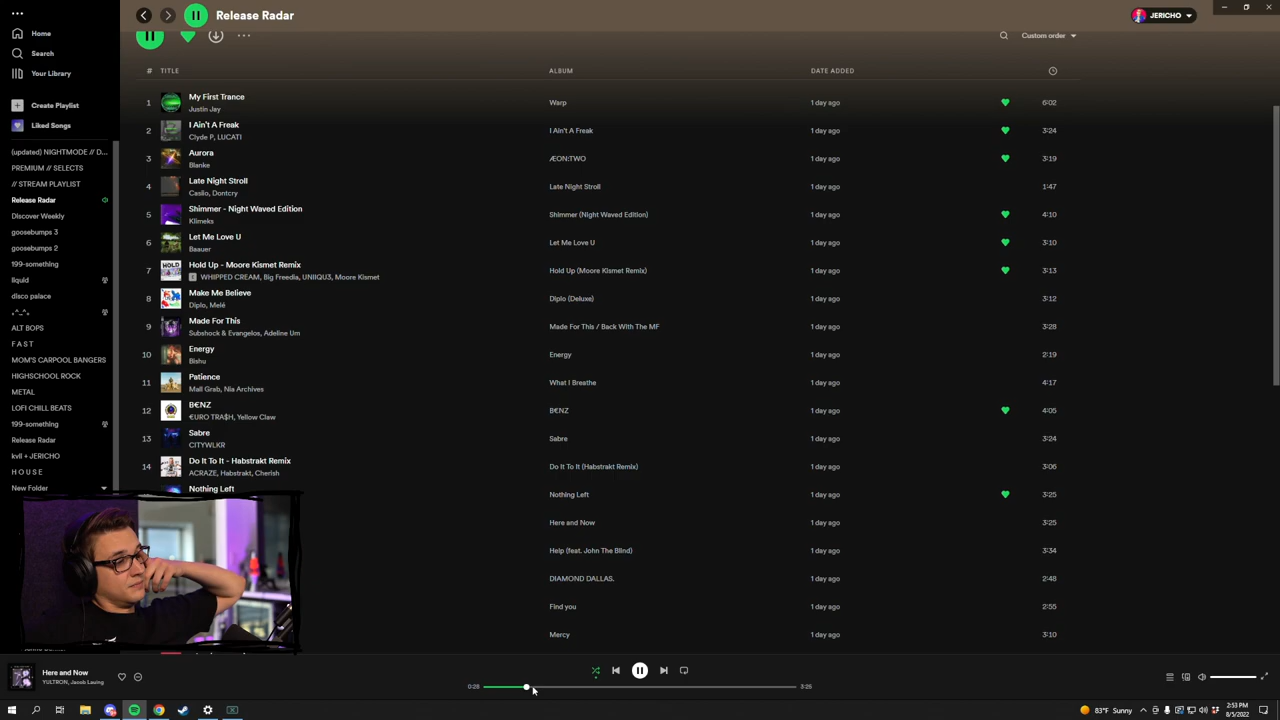 Release Radar
JERICHO
Home
Search
Your Library
Create Playlist
Liked Songs
(updated) NIGHTMODE // D...
PREMIUM // SELECTS
// STREAM PLAYLIST
Release Radar
Discover Weekly
goosebumps 3
goosebumps 2
199-something
liquid
disco palace
ALT BOPS
F A S T
MOM'S CARPOOL BANGERS
HIGHSCHOOL ROCK
METAL
LOFI CHILL BEATS
199-something
Release Radar
kvll + JERICHO
H O U S E
New Folder
Custom order
# TITLE ALBUM DATE ADDED
1 My First Trance Warp 1 day ago 6:02
Justin Jay
2 I Ain't A Freak I Ain't A Freak 1 day ago 3:24
Clyde P, LUCATI
3 Aurora ÆON:TWO 1 day ago 3:19
Blanke
4 Late Night Stroll Late Night Stroll 1 day ago 1:47
Caslio, Dontcry
5 Shimmer - Night Waved Edition Shimmer (Night Waved Edition) 1 day ago 4:10
Klimeks
6 Let Me Love U Let Me Love U 1 day ago 3:10
Baauer
7 Hold Up - Moore Kismet Remix Hold Up (Moore Kismet Remix) 1 day ago 3:13
E WHIPPED CREAM, Big Freedia, UNIIQU3, Moore Kismet
8 Make Me Believe Diplo (Deluxe) 1 day ago 3:12
Diplo, Melé
9 Made For This Made For This / Back With The MF 1 day ago 3:28
Subshock & Evangelos, Adeline Um
10 Energy Energy 1 day ago 2:19
Bishu
11 Patience What I Breathe 1 day ago 4:17
Mall Grab, Nia Archives
12 B€NZ B€NZ 1 day ago 4:05
€URO TRA$H, Yellow Claw
13 Sabre Sabre 1 day ago 3:24
CITYWLKR
14 Do It To It - Habstrakt Remix Do It To It (Habstrakt Remix) 1 day ago 3:06
ACRAZE, Habstrakt, Cherish
Nothing Left Nothing Left 1 day ago 3:25
Here and Now 1 day ago 3:25
Help (feat. John The Blind) 1 day ago 3:34
DIAMOND DALLAS. 1 day ago 2:48
Find you 1 day ago 2:55
Mercy 1 day ago 3:10
Here and Now
YULTRON, Jacob Lauing
0:28 3:25
83°F Sunny
2:53 PM
8/5/2022